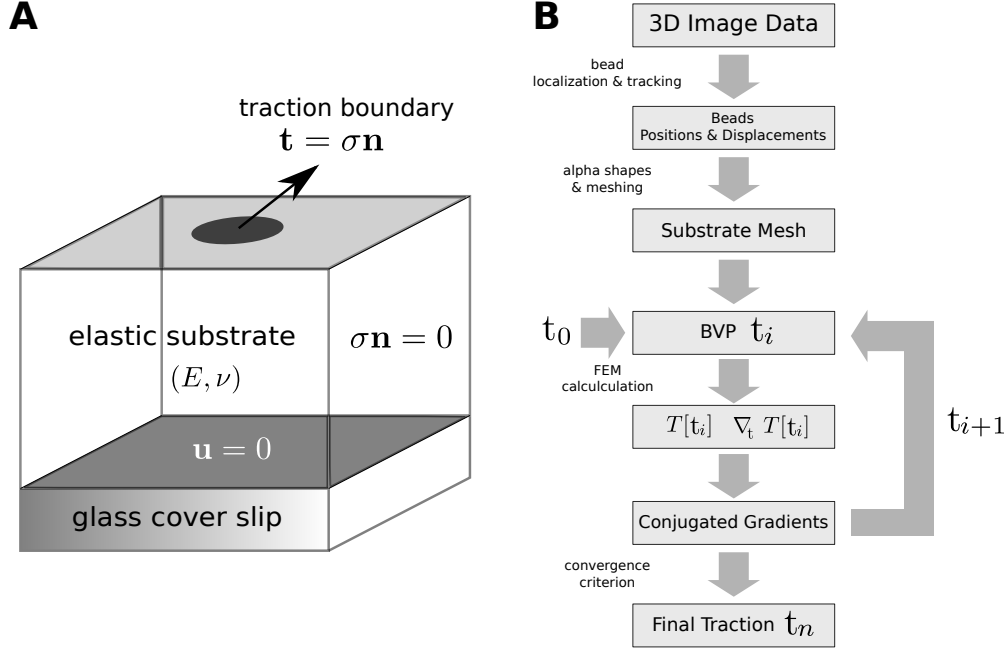 A
traction boundary
t = σn
elastic substrate
(E, ν)
σn = 0
u = 0
glass cover slip
B
3D Image Data
bead
localization & tracking
Beads
Positions & Displacements
alpha shapes
& meshing
Substrate Mesh
t₀
BVP tᵢ
FEM
calculculation
T[tᵢ] ∇ₜ T[tᵢ]
tᵢ₊₁
Conjugated Gradients
convergence
criterion
Final Traction tₙ